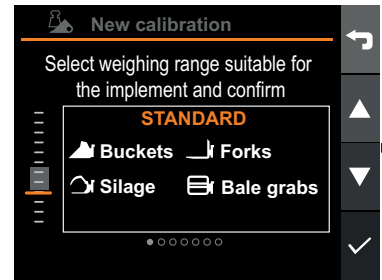 New calibration
Select weighing range suitable for
the implement and confirm
STANDARD
Buckets Forks
Silage Bale grabs